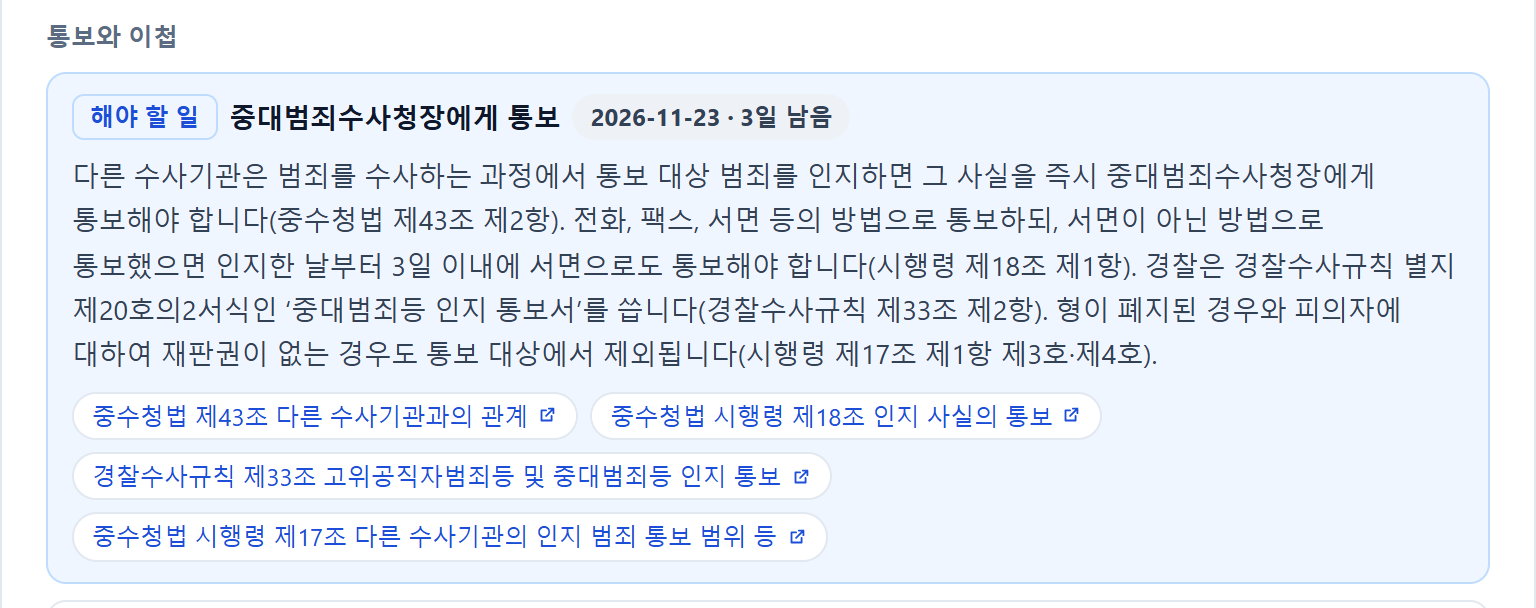 통보와 이첩
해야 할 일 중대범죄수사청장에게 통보 2026-11-23 · 3일 남음
다른 수사기관은 범죄를 수사하는 과정에서 통보 대상 범죄를 인지하면 그 사실을 즉시 중대범죄수사청장에게
통보해야 합니다(중수청법 제43조 제2항). 전화, 팩스, 서면 등의 방법으로 통보하되, 서면이 아닌 방법으로
통보했으면 인지한 날부터 3일 이내에 서면으로도 통보해야 합니다(시행령 제18조 제1항). 경찰은 경찰수사규칙 별지
제20호의2서식인 ‘중대범죄등 인지 통보서’를 씁니다(경찰수사규칙 제33조 제2항). 형이 폐지된 경우와 피의자에
대하여 재판권이 없는 경우도 통보 대상에서 제외됩니다(시행령 제17조 제1항 제3호·제4호).
중수청법 제43조 다른 수사기관과의 관계 중수청법 시행령 제18조 인지 사실의 통보
경찰수사규칙 제33조 고위공직자범죄등 및 중대범죄등 인지 통보
중수청법 시행령 제17조 다른 수사기관의 인지 범죄 통보 범위 등